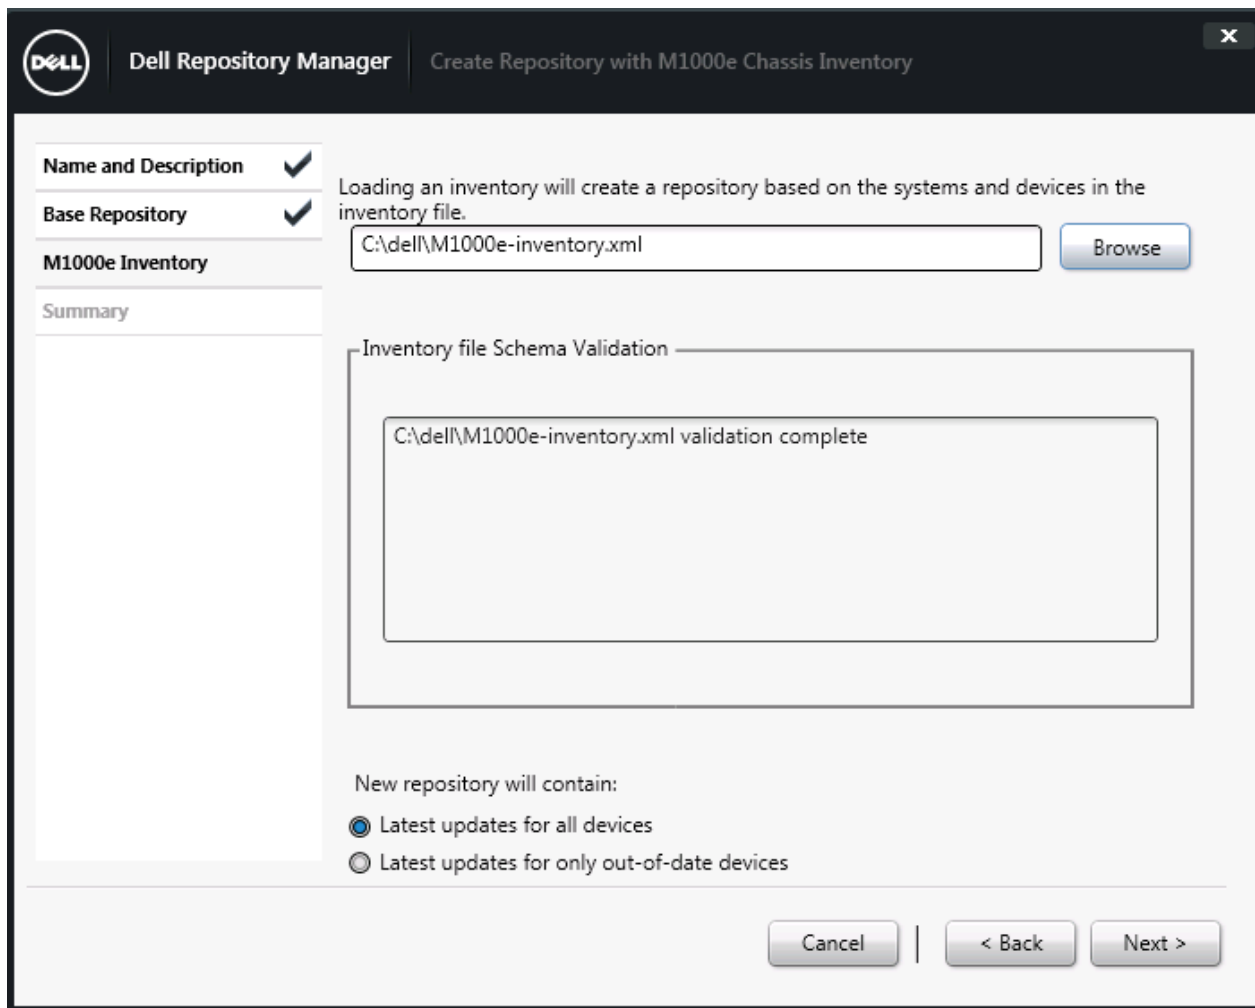 DELL
Dell Repository Manager
Create Repository with M1000e Chassis Inventory
x
Name and Description
Base Repository
M1000e Inventory
Summary
Loading an inventory will create a repository based on the systems and devices in the
inventory file.
C:\dell\M1000e-inventory.xml
Browse
Inventory file Schema Validation
C:\dell\M1000e-inventory.xml validation complete
New repository will contain:
Latest updates for all devices
Latest updates for only out-of-date devices
Cancel
< Back
Next >